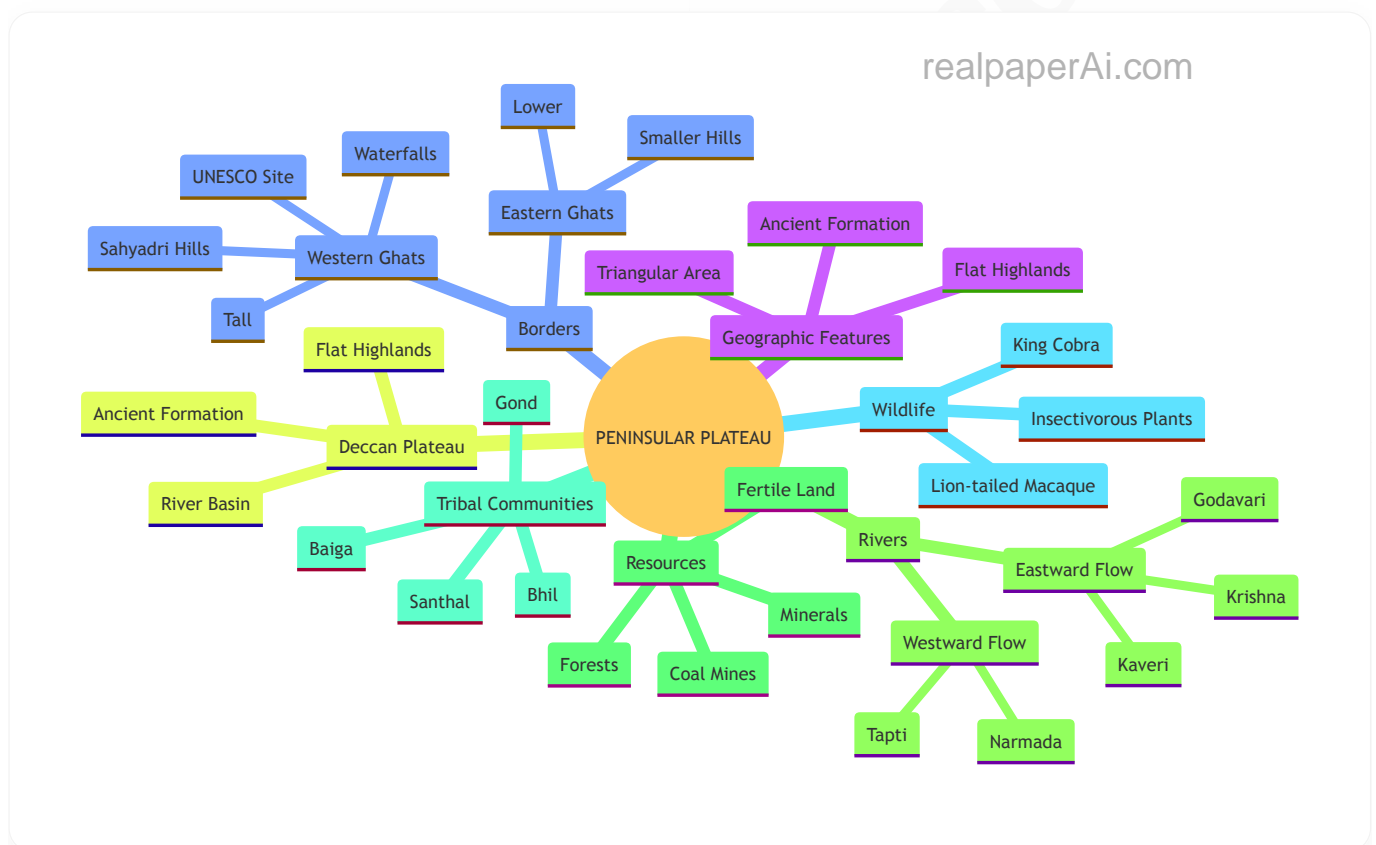 realpaperAi.com
PENINSULAR PLATEAU
Borders
Western Ghats
Tall
Sahyadri Hills
UNESCO Site
Waterfalls
Eastern Ghats
Lower
Smaller Hills
Geographic Features
Triangular Area
Ancient Formation
Flat Highlands
Wildlife
King Cobra
Insectivorous Plants
Lion-tailed Macaque
Deccan Plateau
Flat Highlands
Ancient Formation
River Basin
Tribal Communities
Gond
Baiga
Santhal
Bhil
Resources
Fertile Land
Forests
Coal Mines
Minerals
Rivers
Eastward Flow
Godavari
Krishna
Kaveri
Westward Flow
Tapti
Narmada